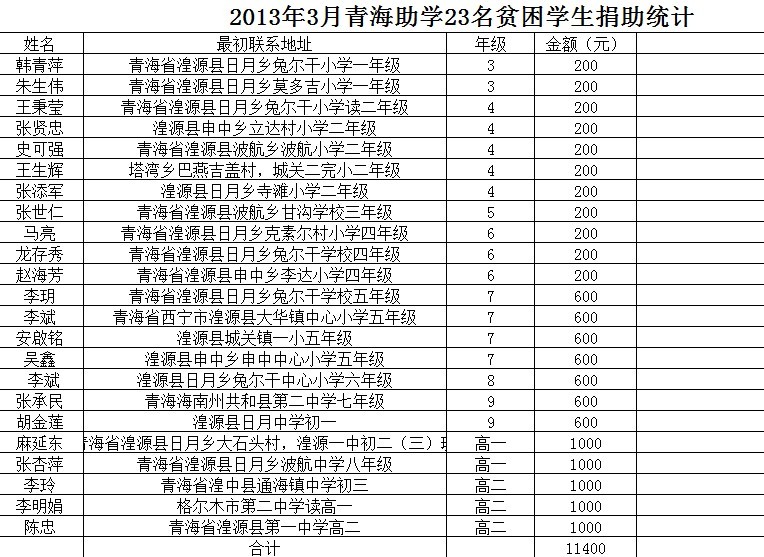 2013年3月青海助学23名贫困学生捐助统计
姓名 最初联系地址 年级 金额（元）
韩青萍 青海省湟源县日月乡兔尔干小学一年级 3 200
朱生伟 青海省湟源县日月乡莫多吉小学一年级 3 200
王秉莹 青海省湟源县日月乡兔尔干小学读二年级 4 200
张贤忠 湟源县申中乡立达村小学二年级 4 200
史可强 青海省湟源县波航乡波航小学二年级 4 200
王生辉 塔湾乡巴燕吉盖村，城关二完小二年级 4 200
张添军 湟源县日月乡寺滩小学二年级 4 200
张世仁 青海省湟源县波航乡甘沟学校三年级 5 200
马亮 青海省湟源县日月乡克素尔村小学四年级 6 200
龙存秀 青海省湟源县日月乡兔尔干学校四年级 6 200
赵海芳 青海省湟源县申中乡李达小学四年级 6 200
李玥 青海省湟源县日月乡兔尔干学校五年级 7 600
李斌 青海省西宁市湟源县大华镇中心小学五年级 7 600
安啟铭 湟源县城关镇一小五年级 7 600
吴鑫 湟源县申中乡申中中心小学五年级 7 600
李斌 湟源县日月乡兔尔干中心小学六年级 8 600
张承民 青海海南州共和县第二中学七年级 9 600
胡金莲 湟源县日月中学初一 9 600
麻延东 青海省湟源县日月乡大石头村，湟源一中初二（三）班 高一 1000
张杏萍 青海省湟源县日月乡波航中学八年级 高一 1000
李玲 青海省湟中县通海镇中学初三 高二 1000
李明娟 格尔木市第二中学读高一 高二 1000
陈忠 青海省湟源县第一中学高二 高二 1000
合计 11400